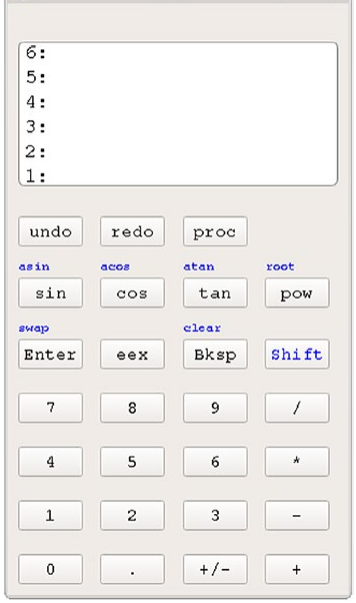 6:
5:
4:
3:
2:
1:
undo redo proc
asin acos atan root
sin cos tan pow
swap clear
Enter eex Bksp Shift
7 8 9 /
4 5 6 *
1 2 3 -
0 . +/- +